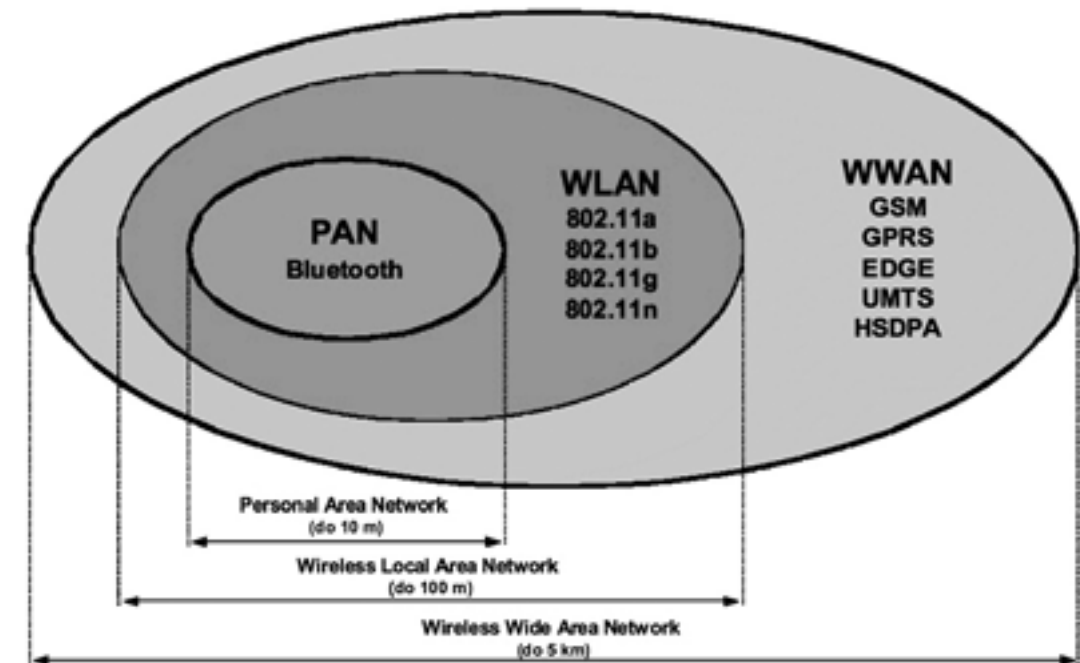 PAN
Bluetooth
WLAN
802.11a
802.11b
802.11g
802.11n
WWAN
GSM
GPRS
EDGE
UMTS
HSDPA
Personal Area Network
(do 10 m)
Wireless Local Area Network
(do 100 m)
Wireless Wide Area Network
(do 5 km)